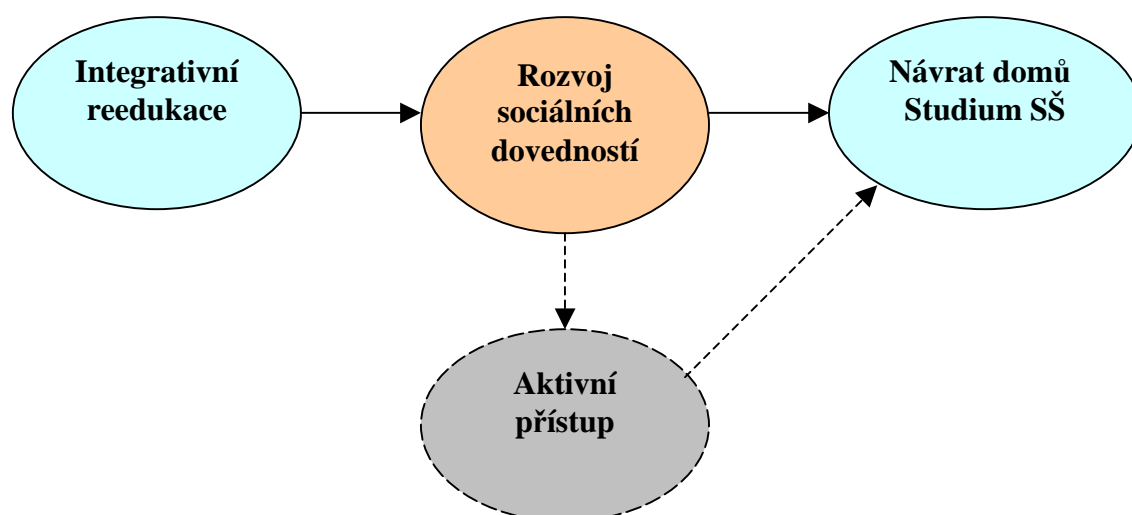 Integrativní
reedukace
Rozvoj
sociálních
dovedností
Návrat domů
Studium SŠ
Aktivní
přístup